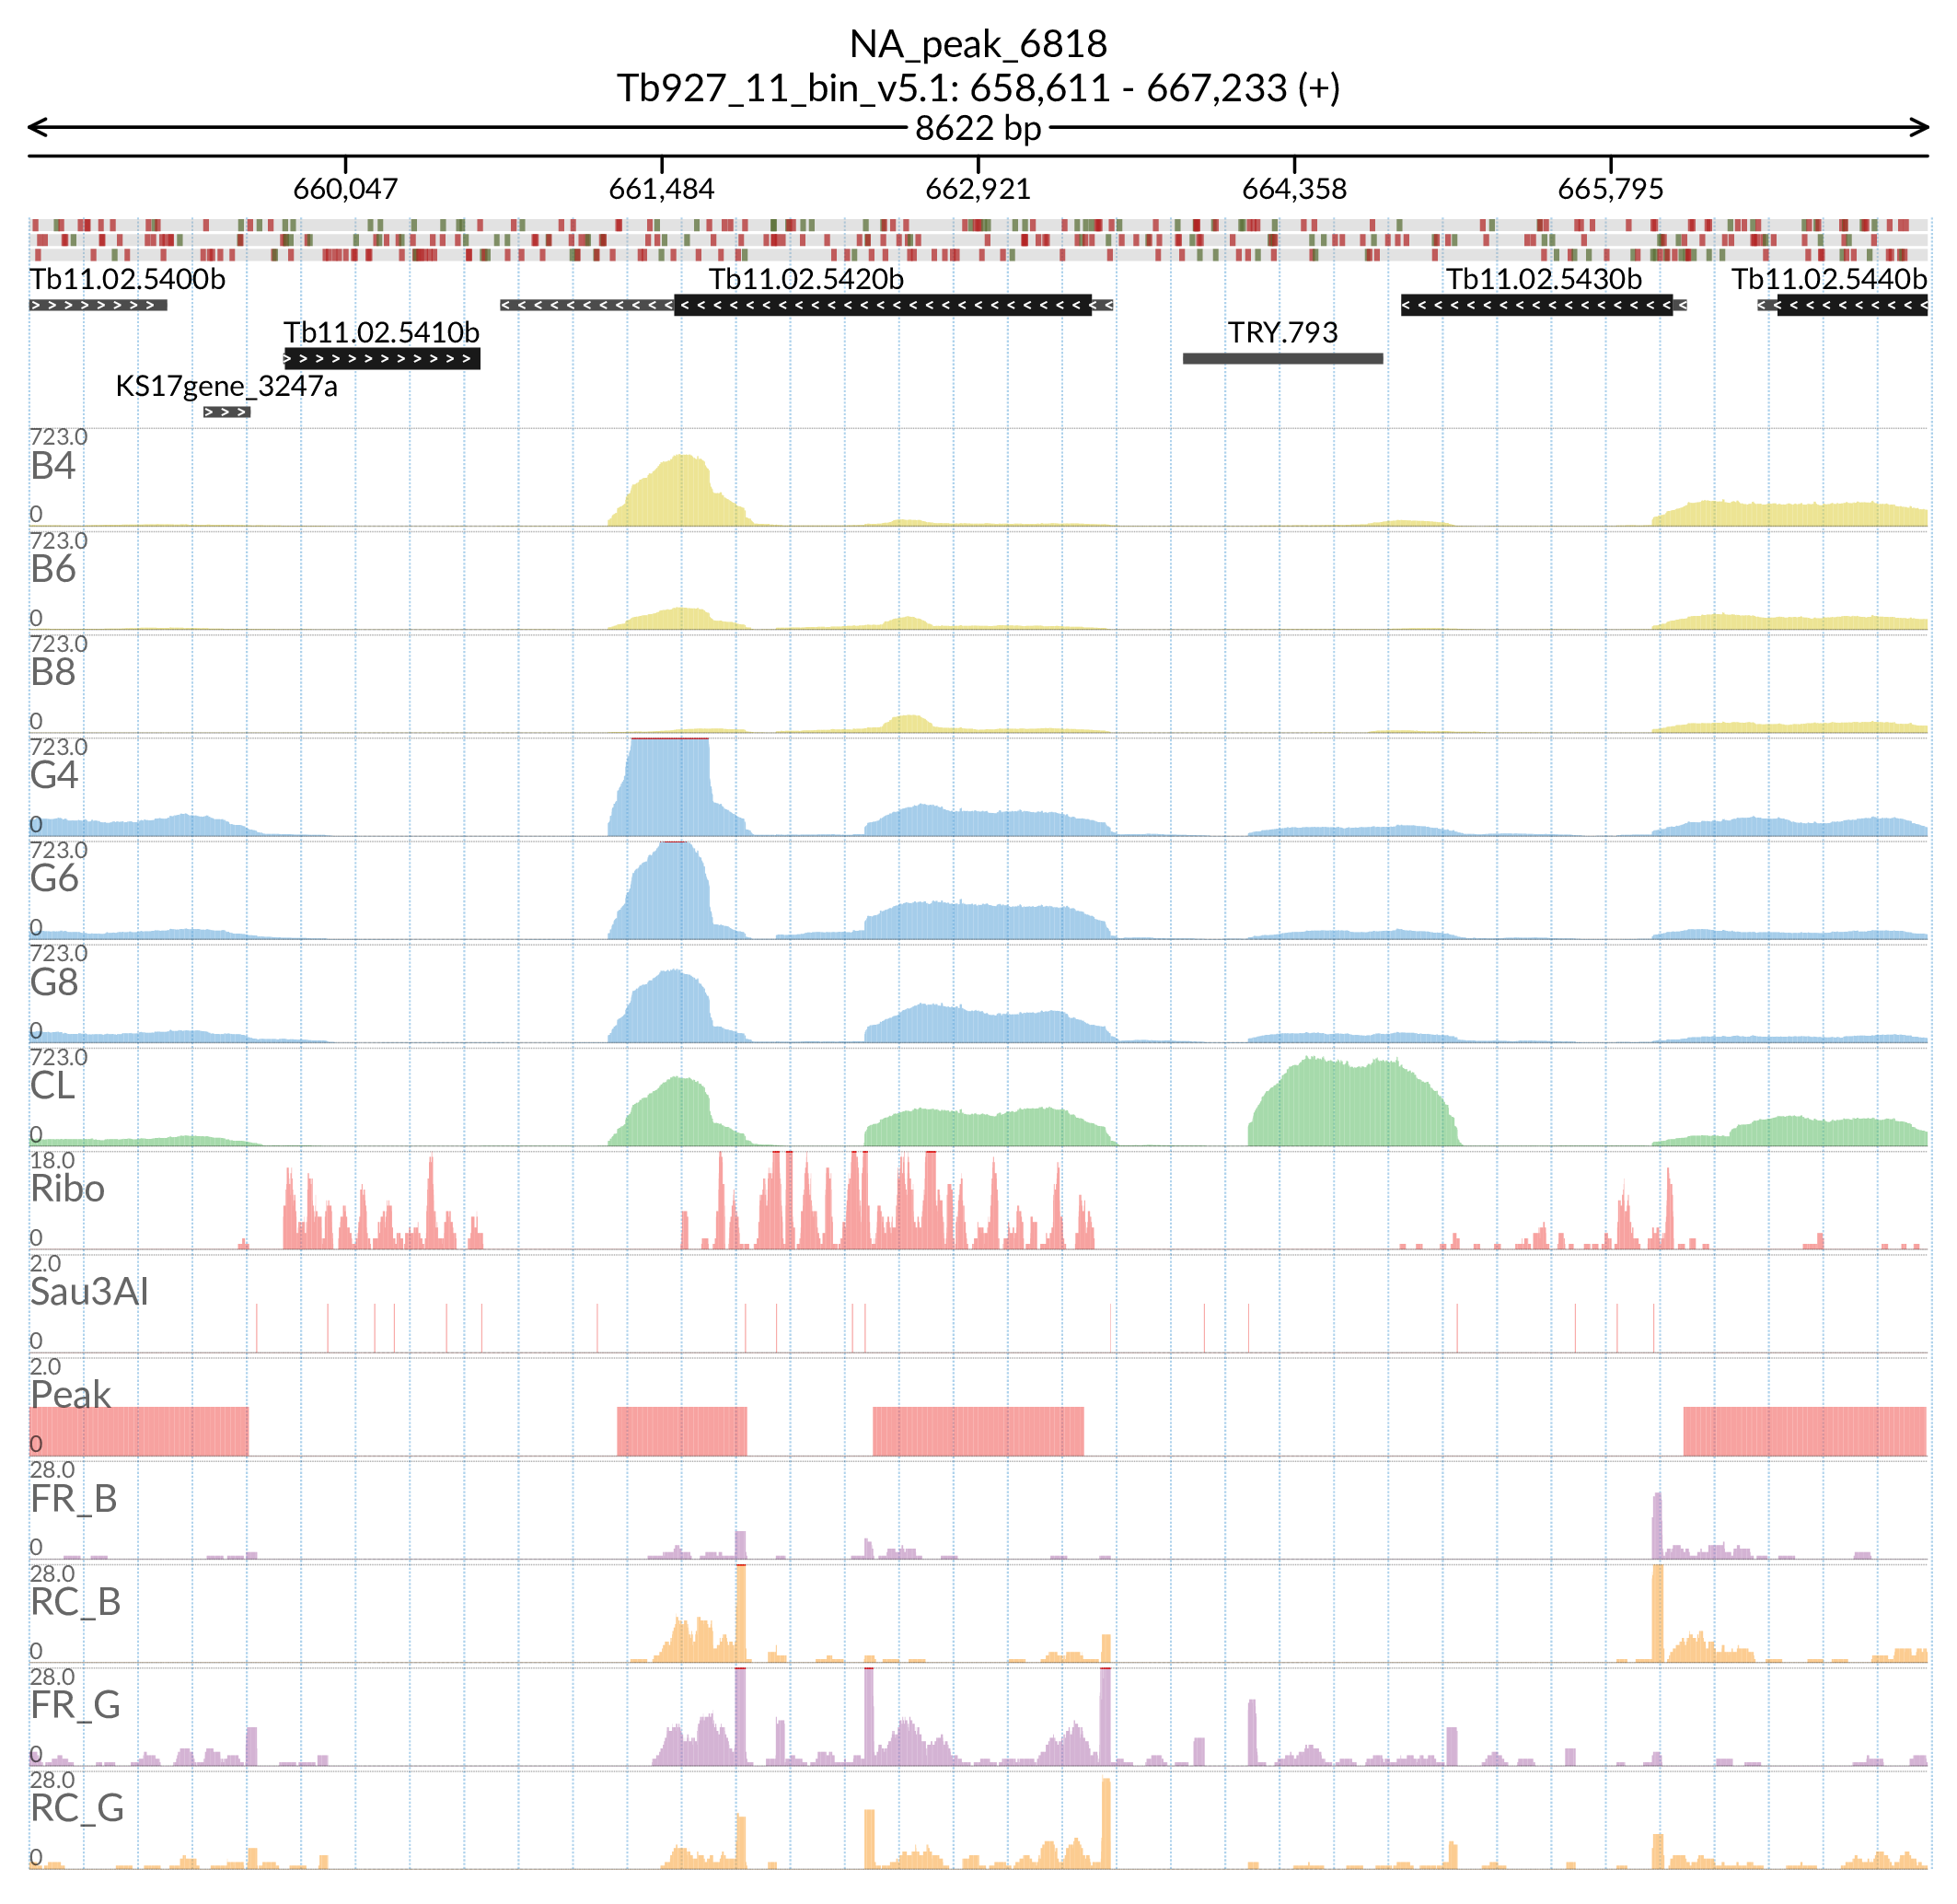 NA_peak_6818
Tb927_11_bin_v5.1: 658,611 - 667,233 (+)
8622 bp
660,047 661,484 662,921 664,358 665,795
Tb11.02.5400b Tb11.02.5420b Tb11.02.5430b Tb11.02.5440b
Tb11.02.5410b TRY.793
KS17gene_3247a
723.0
B4
0
723.0
B6
0
723.0
B8
0
723.0
G4
0
723.0
G6
0
723.0
G8
0
723.0
CL
0
18.0
Ribo
0
2.0
Sau3AI
0
2.0
Peak
0
28.0
FR_B
0
28.0
RC_B
0
28.0
FR_G
0
28.0
RC_G
0